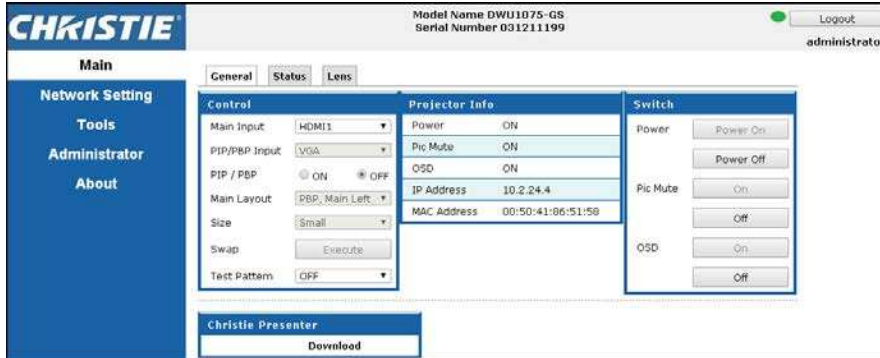 CHRISTIE
Model Name DWU1075-GS
Serial Number 031211199
Logout
administrato
Main
Network Setting
Tools
Administrator
About
General Status Lens
Control
Main Input HDMI1
PIP/PBP Input VGA
PIP / PBP ON OFF
Main Layout PBP, Main Left
Size Small
Swap Execute
Test Pattern OFF
Projector Info
Power ON
Pic Mute ON
OSD ON
IP Address 10.2.24.4
MAC Address 00:50:41:86:51:58
Switch
Power Power On
Power Off
Pic Mute On
Off
OSD On
Off
Christie Presenter
Download